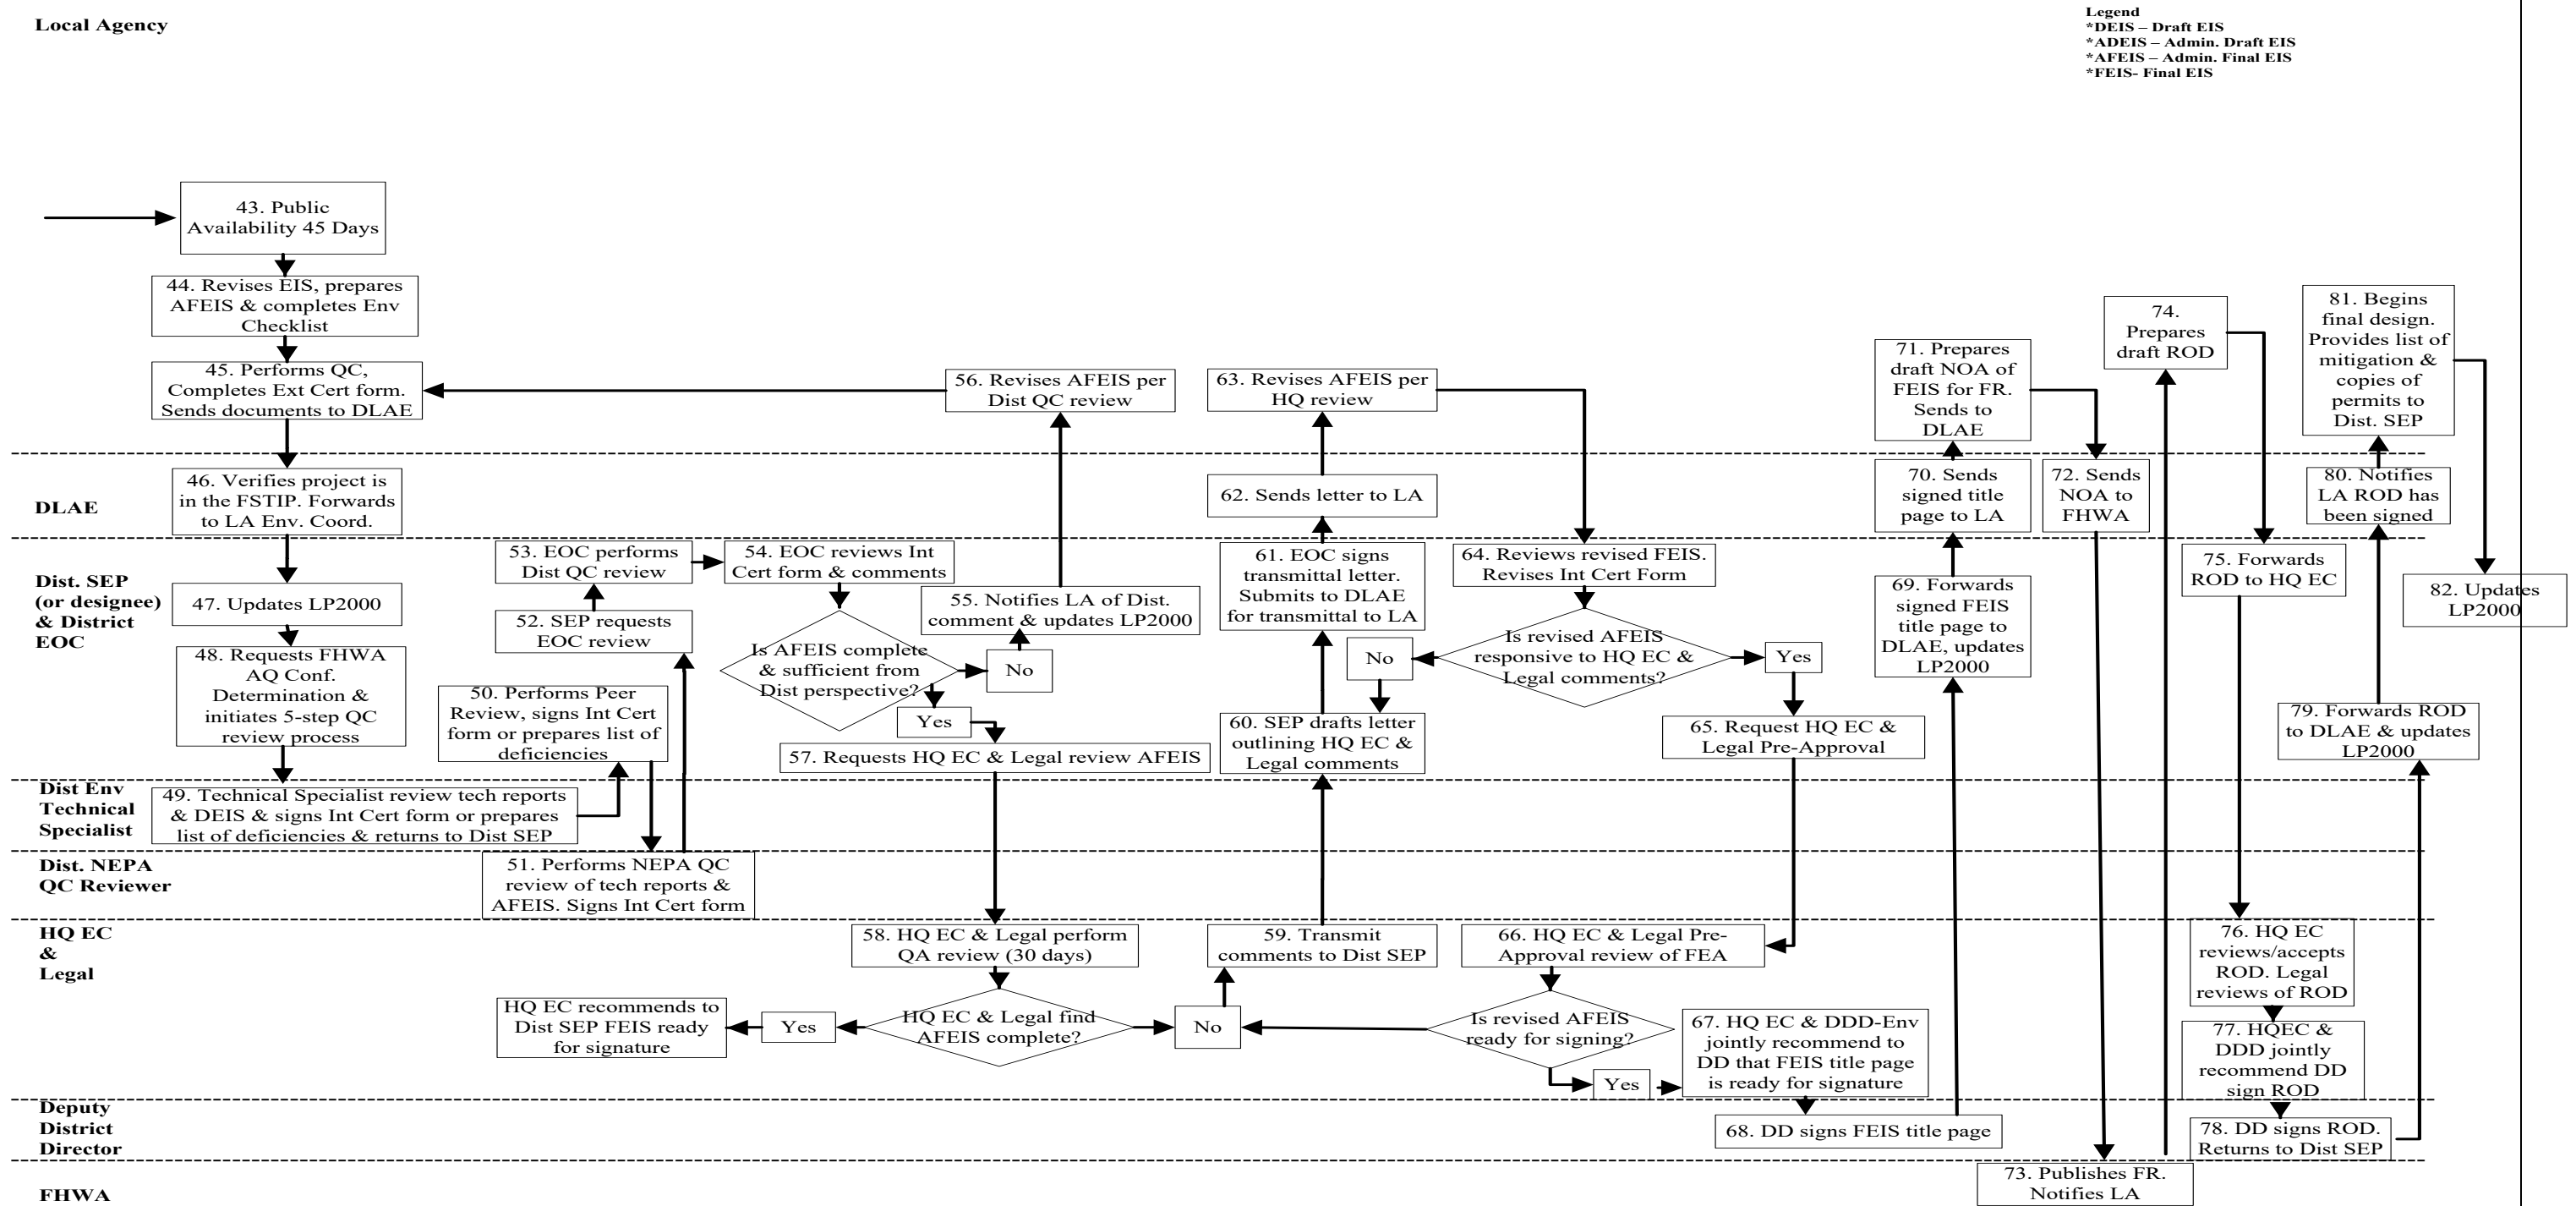 Local Agency
Legend
*DEIS – Draft EIS
*ADEIS – Admin. Draft EIS
*AFEIS – Admin. Final EIS
*FEIS- Final EIS
43. Public
Availability 45 Days
44. Revises EIS, prepares
AFEIS & completes Env
Checklist
45. Performs QC,
Completes Ext Cert form.
Sends documents to DLAE
56. Revises AFEIS per
Dist QC review
63. Revises AFEIS per
HQ review
71. Prepares
draft NOA of
FEIS for FR.
Sends to
DLAE
74.
Prepares
draft ROD
81. Begins
final design.
Provides list of
mitigation &
copies of
permits to
Dist. SEP
DLAE
46. Verifies project is
in the FSTIP. Forwards
to LA Env. Coord.
62. Sends letter to LA
70. Sends
signed title
page to LA
72. Sends
NOA to
FHWA
80. Notifies
LA ROD has
been signed
Dist. SEP
(or designee)
& District
EOC
47. Updates LP2000
48. Requests FHWA
AQ Conf.
Determination &
initiates 5-step QC
review process
53. EOC performs
Dist QC review
52. SEP requests
EOC review
50. Performs Peer
Review, signs Int Cert
form or prepares list of
deficiencies
54. EOC reviews Int
Cert form & comments
Is AFEIS complete
& sufficient from
Dist perspective?
No
Yes
55. Notifies LA of Dist.
comment & updates LP2000
57. Requests HQ EC & Legal review AFEIS
61. EOC signs
transmittal letter.
Submits to DLAE
for transmittal to LA
60. SEP drafts letter
outlining HQ EC &
Legal comments
64. Reviews revised FEIS.
Revises Int Cert Form
Is revised AFEIS
responsive to HQ EC &
Legal comments?
No
Yes
65. Request HQ EC &
Legal Pre-Approval
69. Forwards
signed FEIS
title page to
DLAE, updates
LP2000
75. Forwards
ROD to HQ EC
79. Forwards ROD
to DLAE & updates
LP2000
82. Updates
LP2000
Dist Env
Technical
Specialist
49. Technical Specialist review tech reports
& DEIS & signs Int Cert form or prepares
list of deficiencies & returns to Dist SEP
Dist. NEPA
QC Reviewer
51. Performs NEPA QC
review of tech reports &
AFEIS. Signs Int Cert form
HQ EC
&
Legal
58. HQ EC & Legal perform
QA review (30 days)
HQ EC & Legal find
AFEIS complete?
Yes
HQ EC recommends to
Dist SEP FEIS ready
for signature
No
59. Transmit
comments to Dist SEP
66. HQ EC & Legal Pre-
Approval review of FEA
Is revised AFEIS
ready for signing?
Yes
67. HQ EC & DDD-Env
jointly recommend to
DD that FEIS title page
is ready for signature
76. HQ EC
reviews/accepts
ROD. Legal
reviews of ROD
77. HQEC &
DDD jointly
recommend DD
sign ROD
Deputy
District
Director
68. DD signs FEIS title page
78. DD signs ROD.
Returns to Dist SEP
FHWA
73. Publishes FR.
Notifies LA